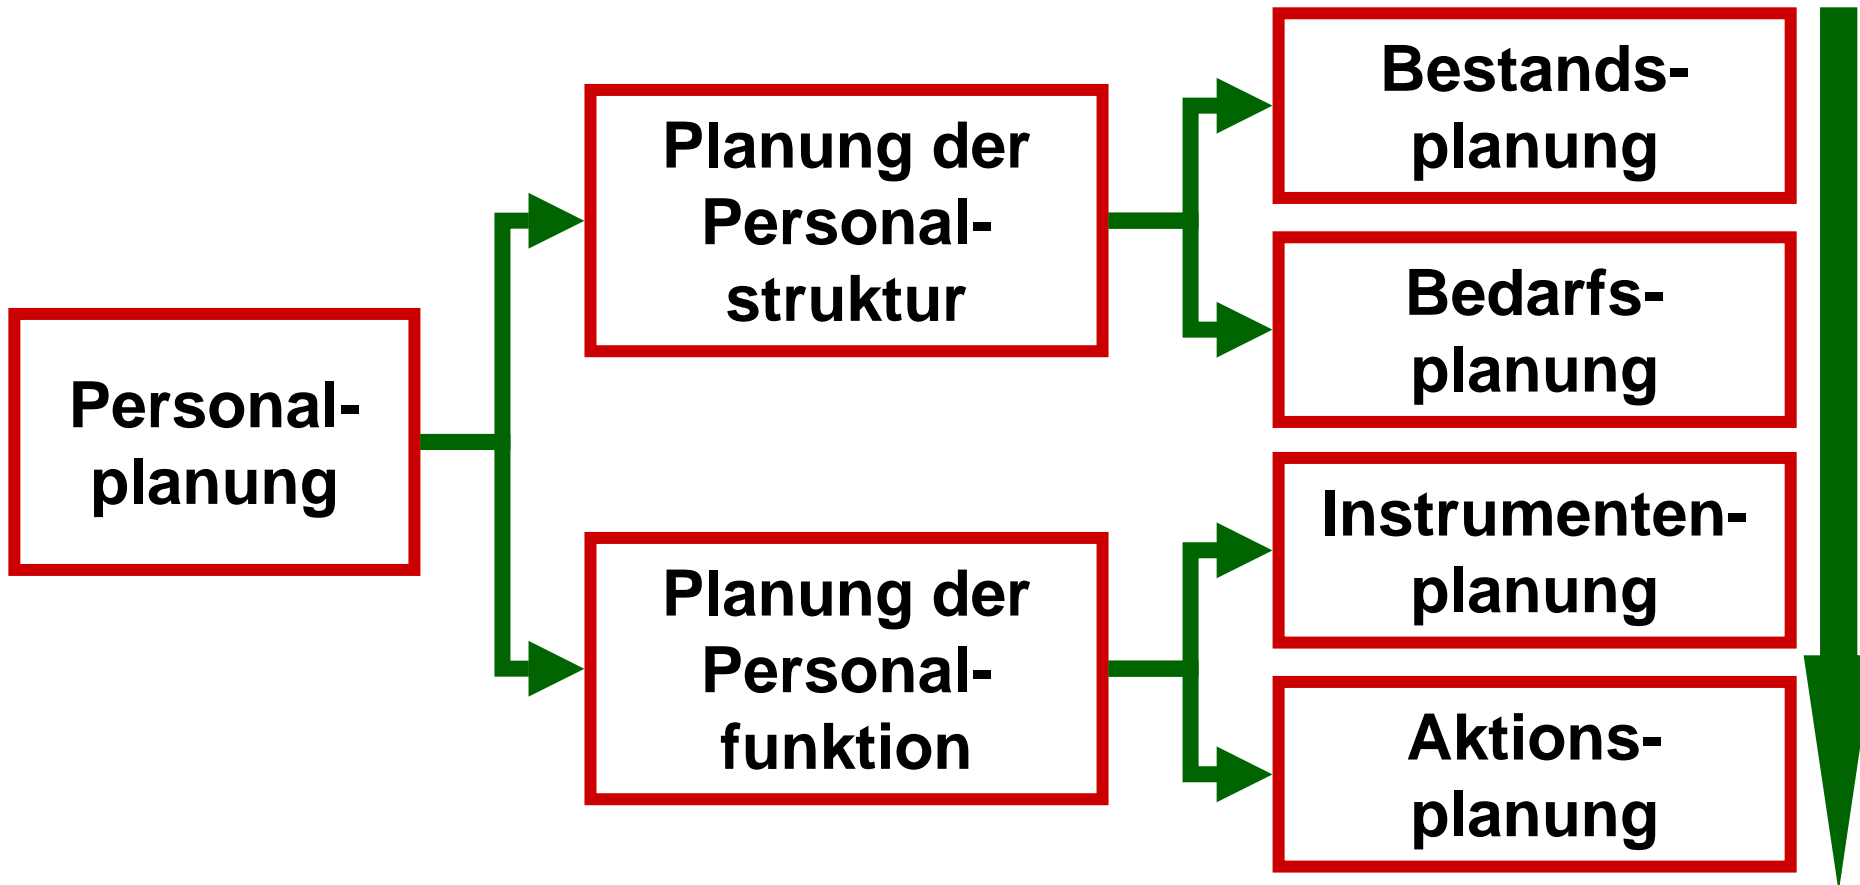 Personal-
planung
Planung der
Personal-
struktur
Planung der
Personal-
funktion
Bestands-
planung
Bedarfs-
planung
Instrumenten-
planung
Aktions-
planung